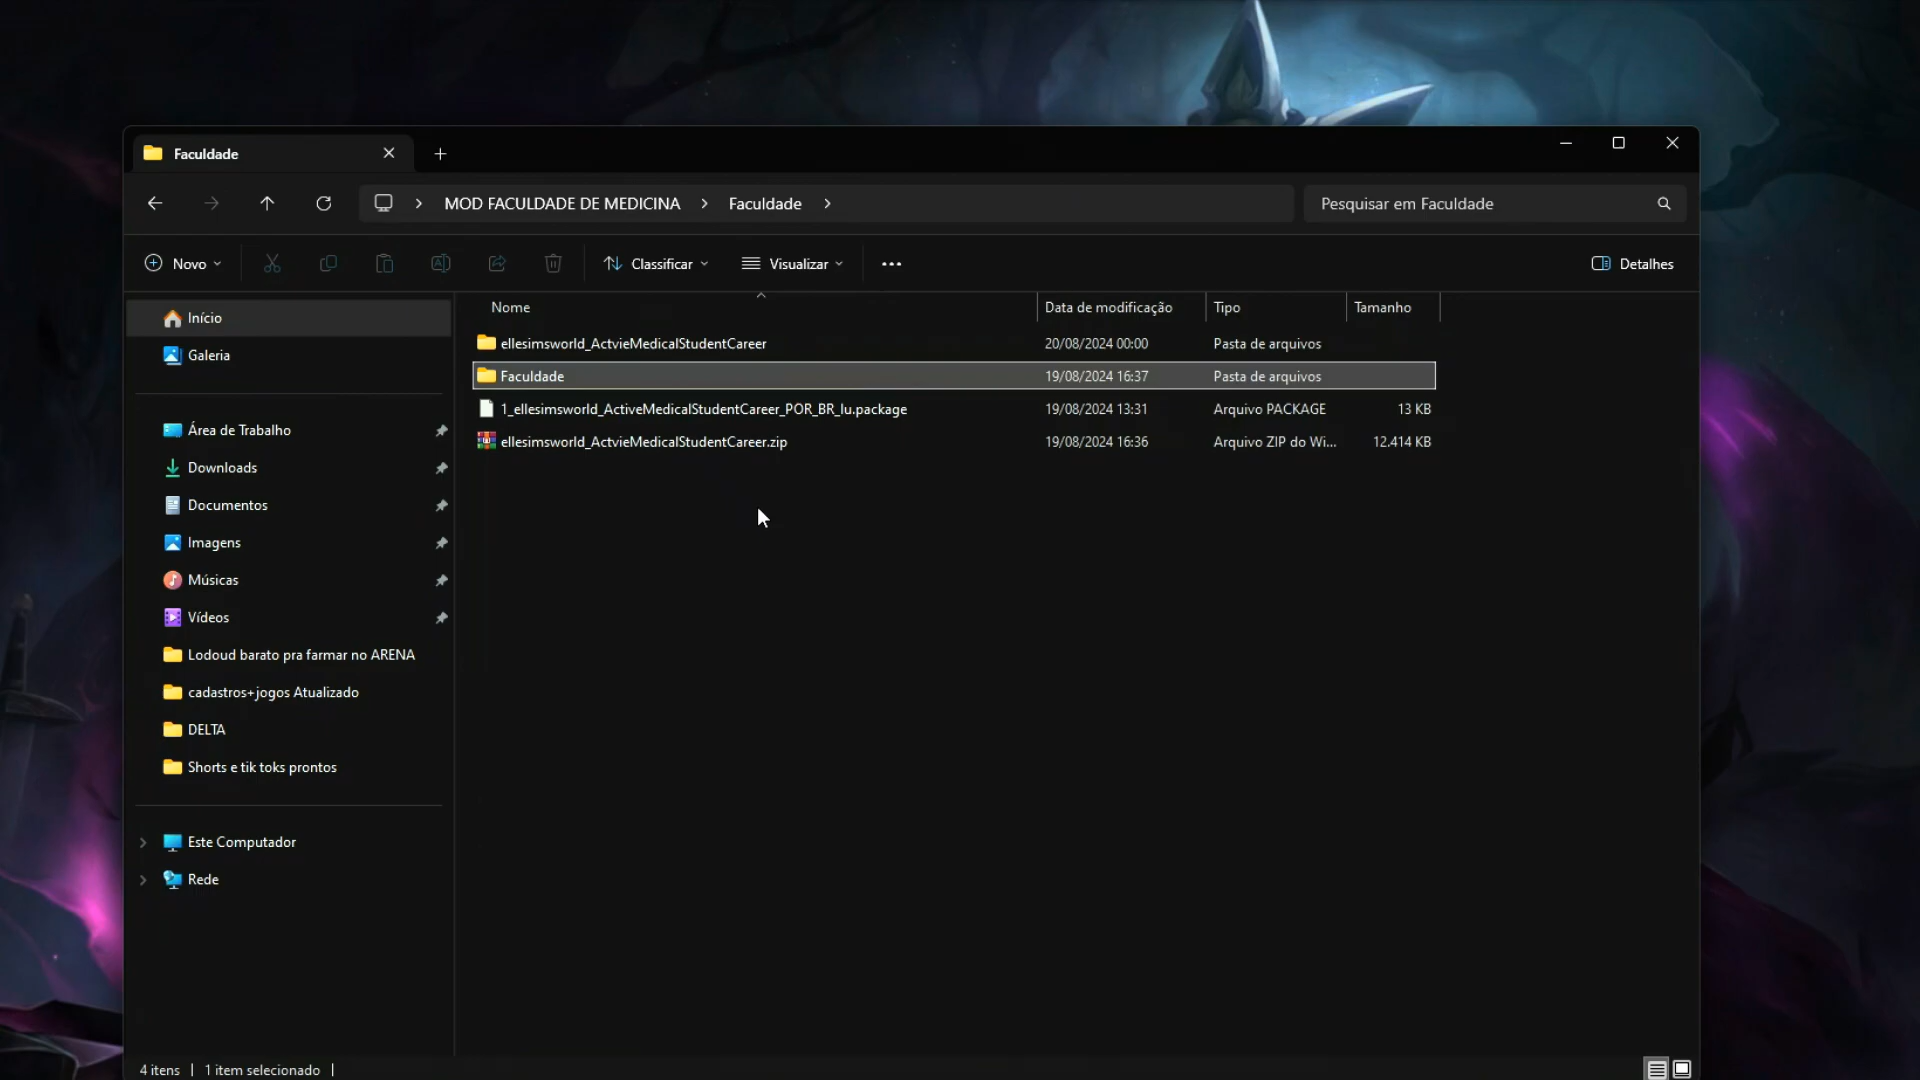 Faculdade
MOD FACULDADE DE MEDICINA
Faculdade
Pesquisar em Faculdade
Novo
Classificar
Visualizar
Detalhes
Início
Galeria
Área de Trabalho
Downloads
Documentos
Imagens
Músicas
Vídeos
Lodoud barato pra farmar no ARENA
cadastros+jogos Atualizado
DELTA
Shorts e tik toks prontos
Este Computador
Rede
Nome Data de modificação Tipo Tamanho
ellesimsworld_ActvieMedicalStudentCareer 20/08/2024 00:00 Pasta de arquivos
Faculdade 19/08/2024 16:37 Pasta de arquivos
1_ellesimsworld_ActiveMedicalStudentCareer_POR_BR_lu.package 19/08/2024 13:31 Arquivo PACKAGE 13 KB
ellesimsworld_ActvieMedicalStudentCareer.zip 19/08/2024 16:36 Arquivo ZIP do Wi... 12.414 KB
4 itens 1 item selecionado